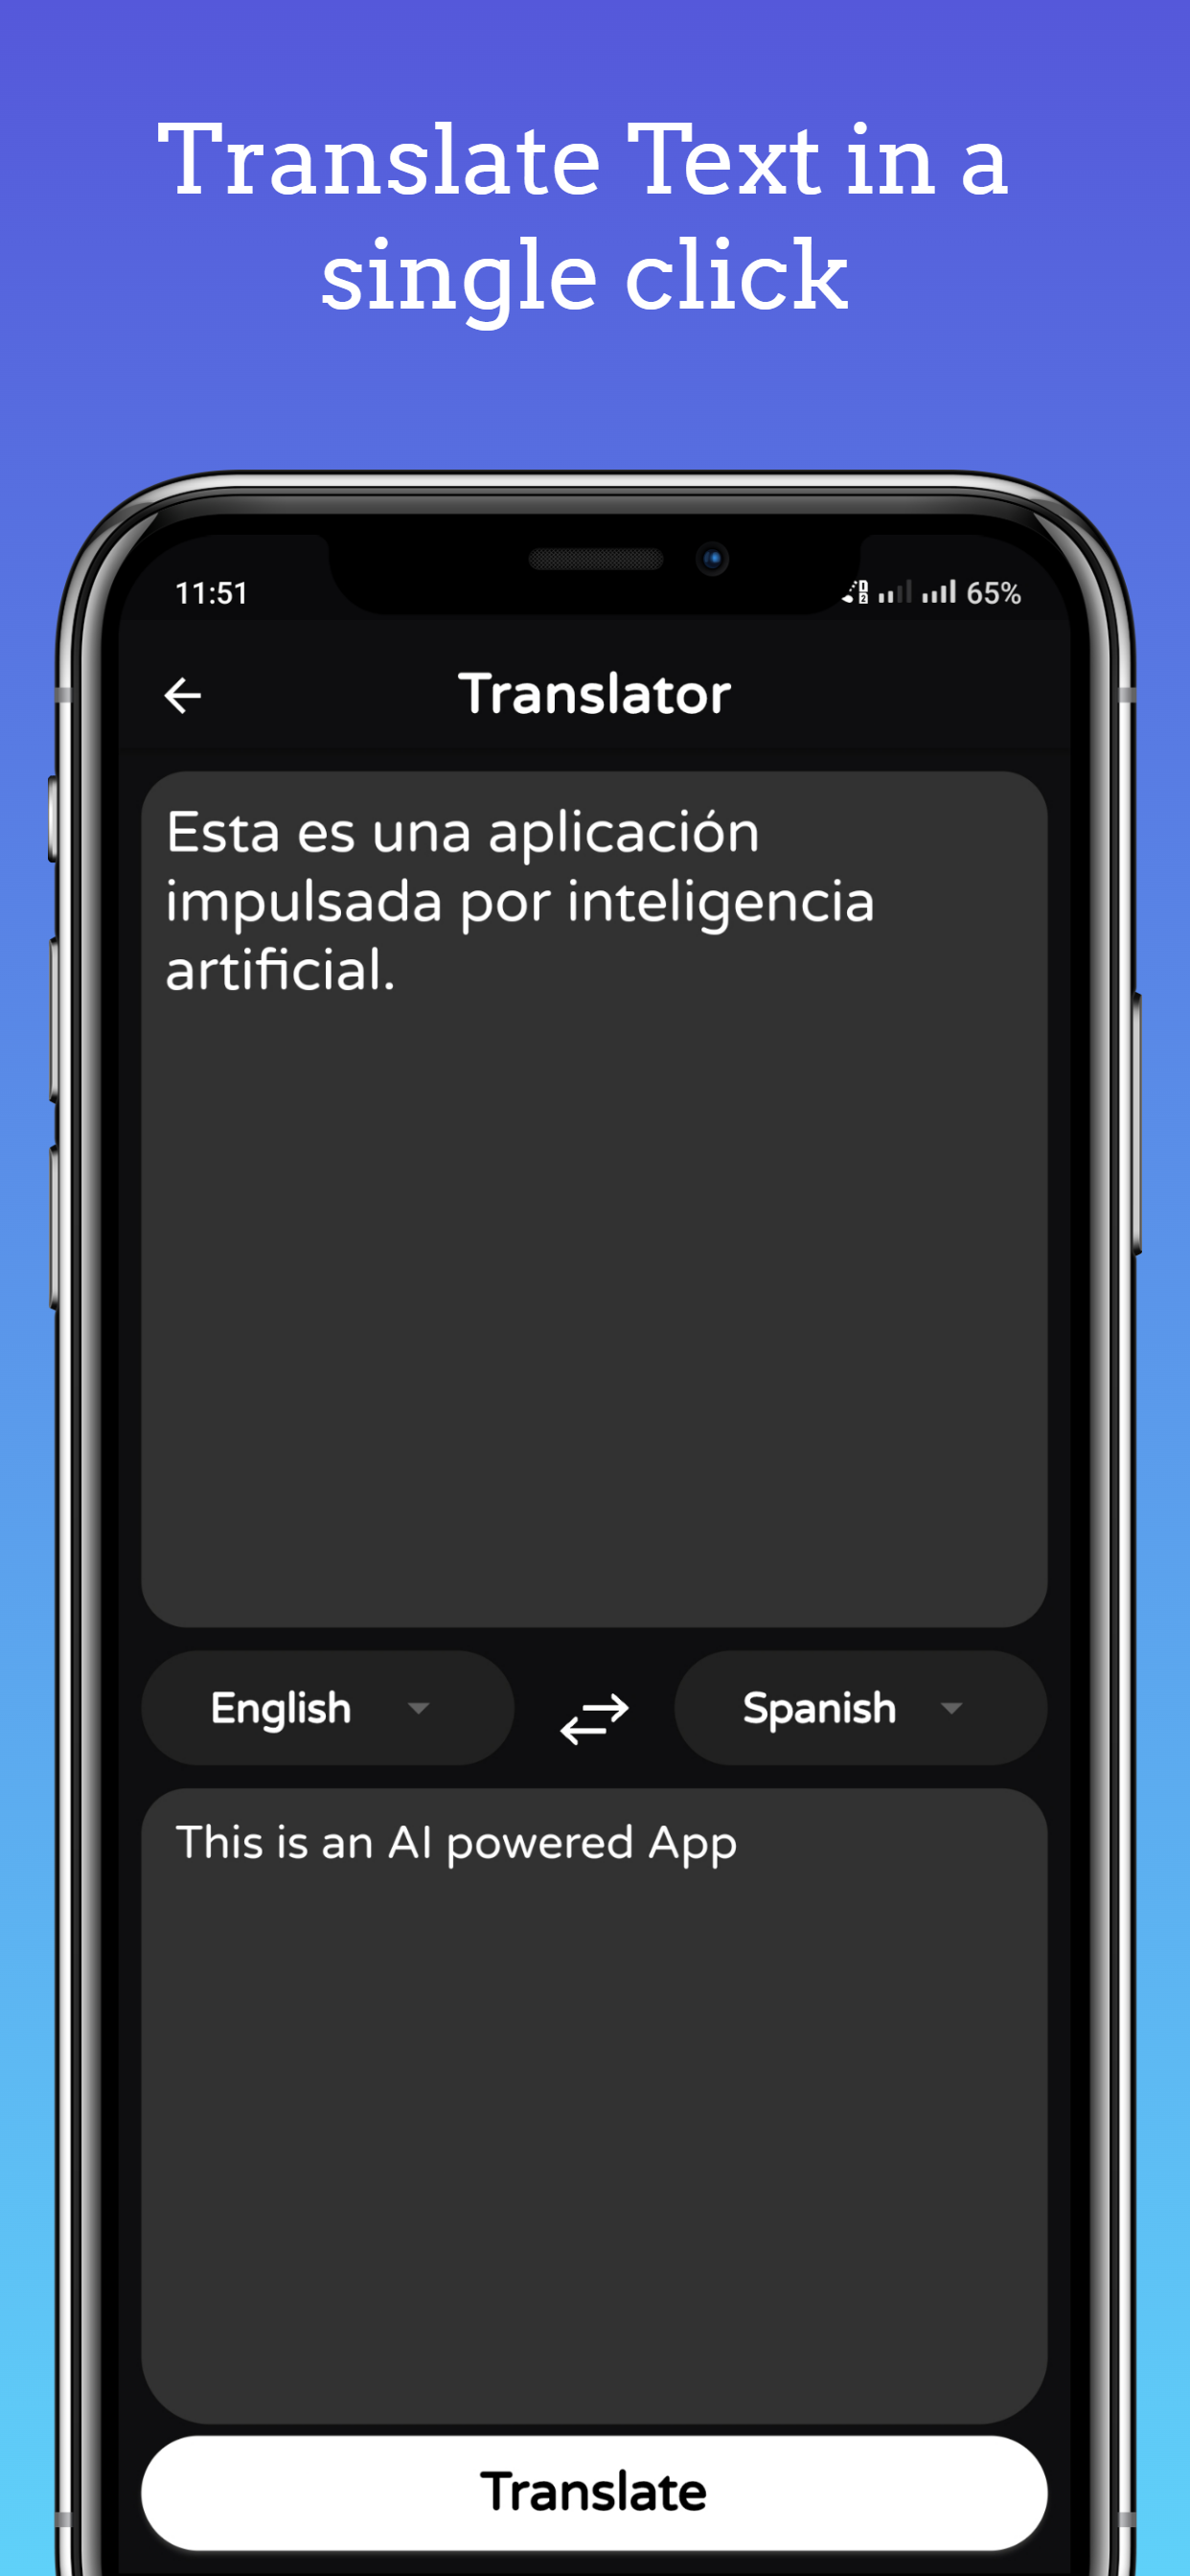 Translate Text in a
single click
11:51
65%
Translator
Esta es una aplicación
impulsada por inteligencia
artificial.
English
Spanish
This is an AI powered App
Translate